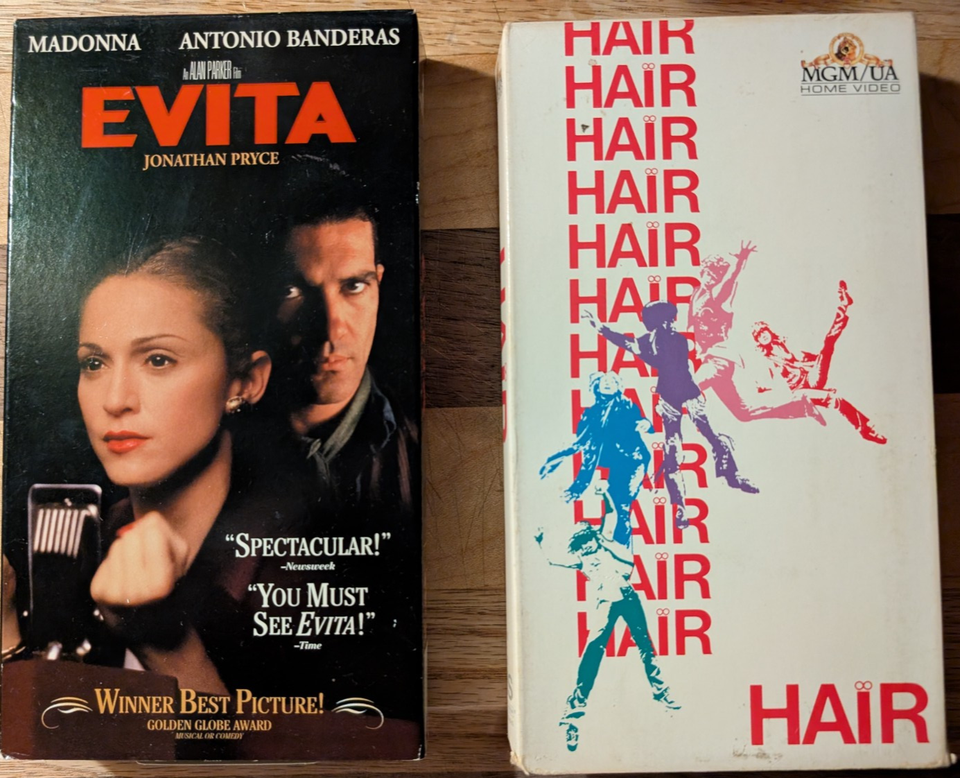 MADONNA ANTONIO BANDERAS
An ALAN PARKER Film
EVITA
JONATHAN PRYCE
“SPECTACULAR!”
–Newsweek
“YOU MUST
SEE EVITA!”
–Time
WINNER BEST PICTURE!
GOLDEN GLOBE AWARD
MUSICAL OR COMEDY
HAIR
HAÏR
HAÏR
HAÏR
HAÏR
HAÏR
HAÏR
HAÏR
HAÏR
HAÏR
HAÏR
HAÏR
MGM/UA
HOME VIDEO
HAÏR